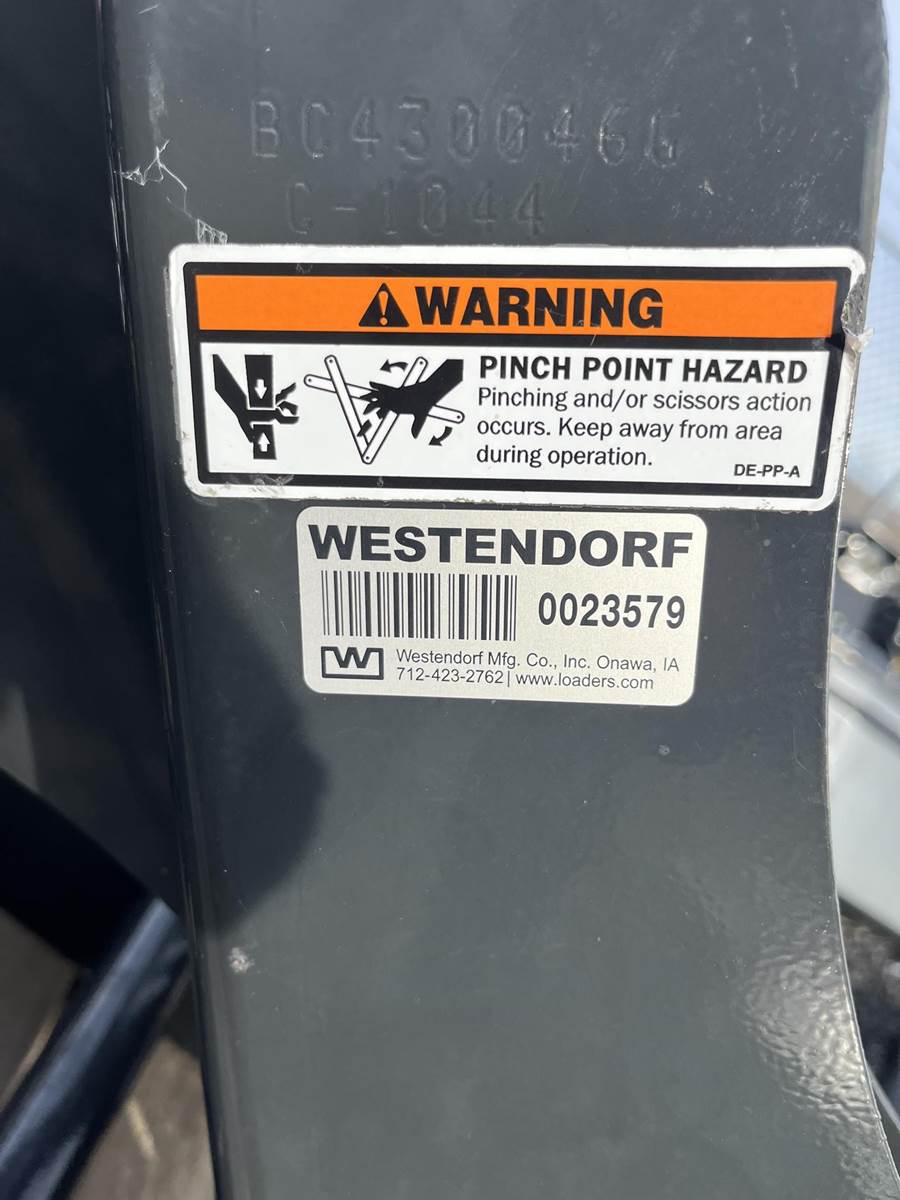 BC430046G
C-1044
WARNING
PINCH POINT HAZARD
Pinching and/or scissors action
occurs. Keep away from area
during operation.
DE-PP-A
WESTENDORF
0023579
W
Westendorf Mfg. Co., Inc. Onawa, IA
712-423-2762| www.loaders.com